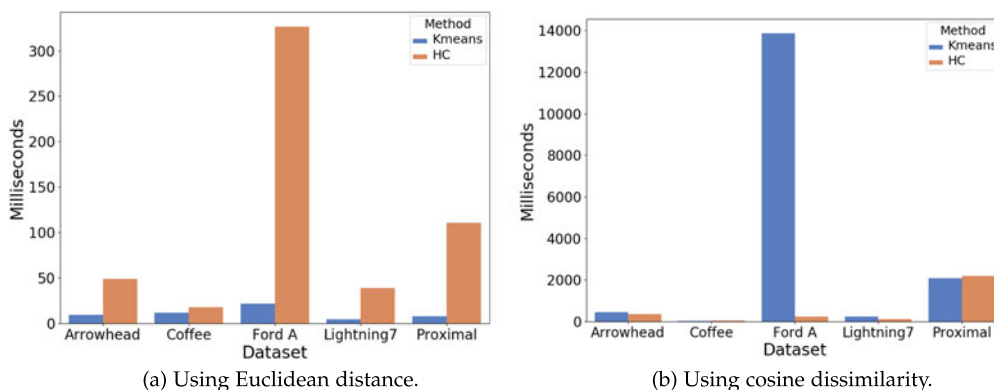 Method
Kmeans
HC
300
250
200
150
100
50
0
Milliseconds
Arrowhead Coffee Ford A Lightning7 Proximal
Dataset
(a) Using Euclidean distance.
Method
Kmeans
HC
14000
12000
10000
8000
6000
4000
2000
0
Milliseconds
Arrowhead Coffee Ford A Lightning7 Proximal
Dataset
(b) Using cosine dissimilarity.